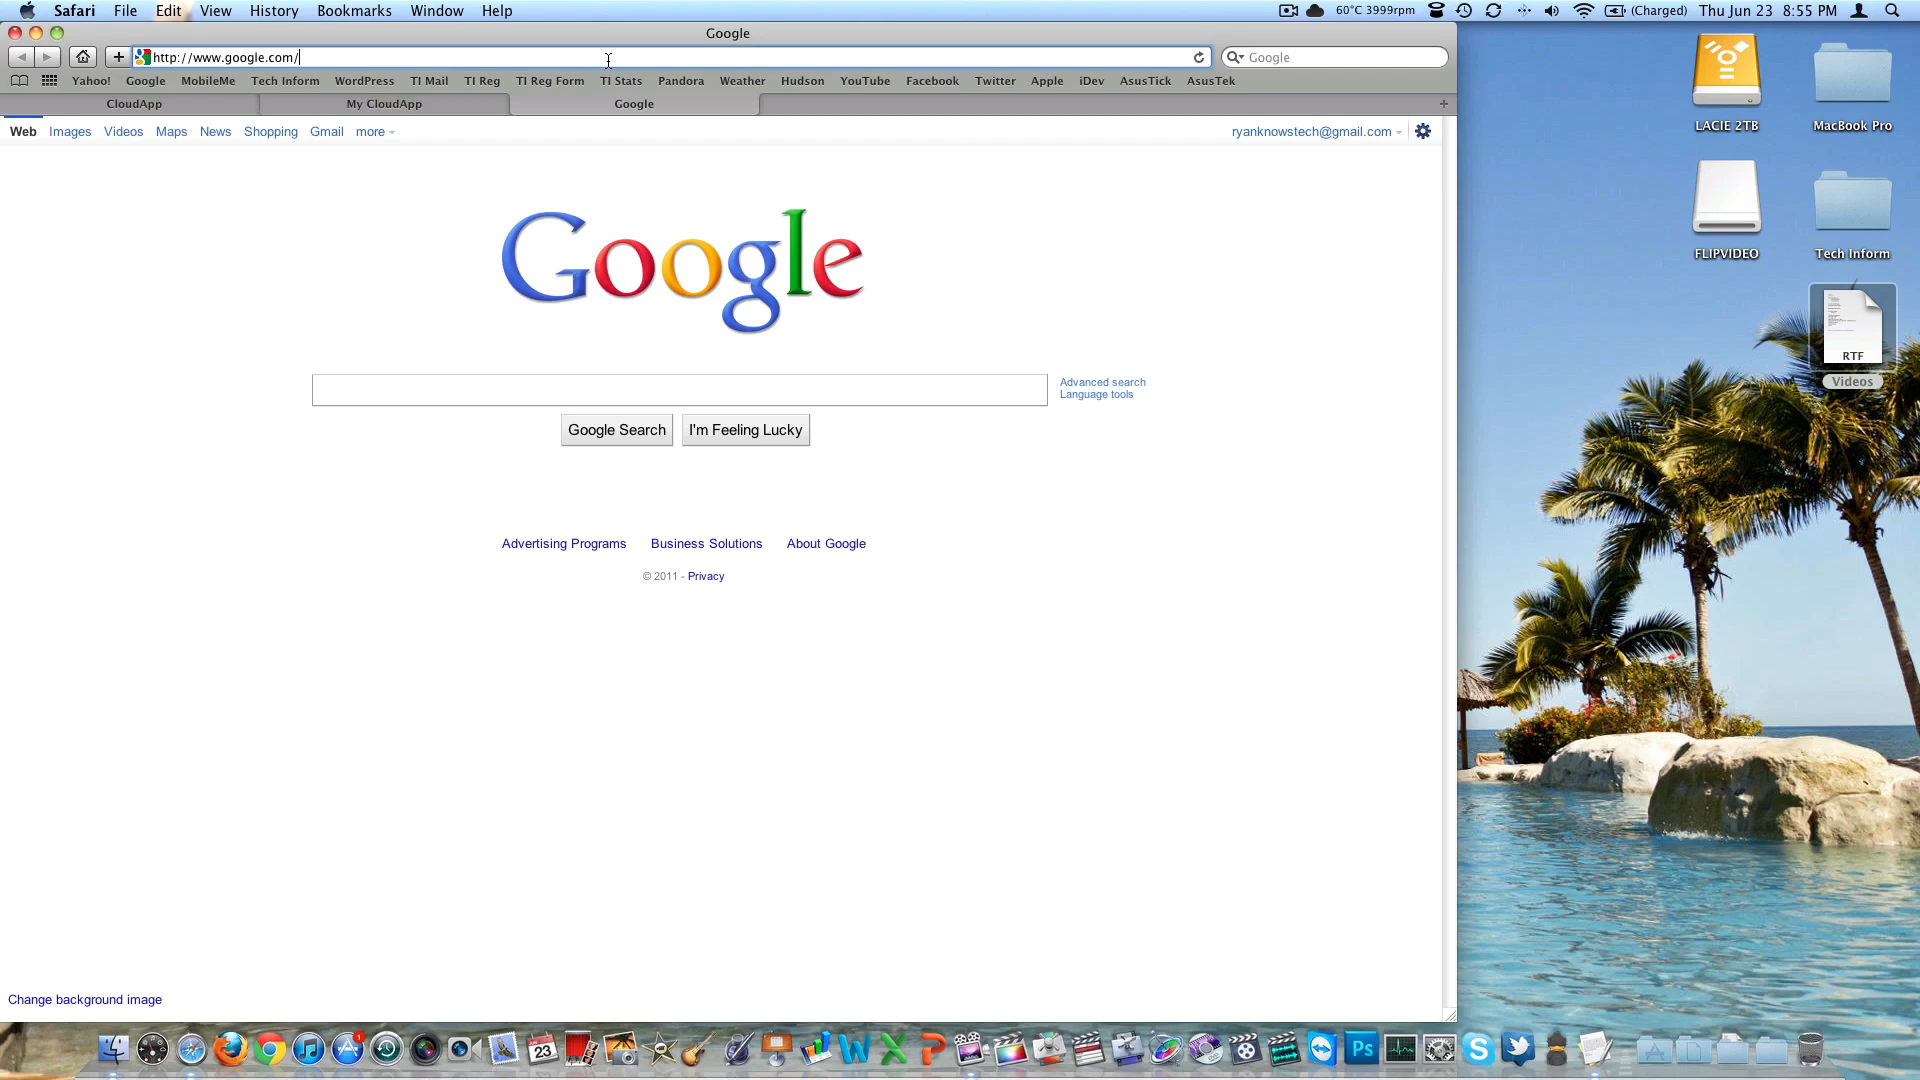 Safari File Edit View History Bookmarks Window Help 60°C 3999rpm (Charged) Thu Jun 23 8:55 PM
Google
http://www.google.com/ Google
Yahoo! Google MobileMe Tech Inform WordPress TI Mail TI Reg TI Reg Form TI Stats Pandora Weather Hudson YouTube Facebook Twitter Apple iDev AsusTick AsusTek
CloudApp My CloudApp Google
Web Images Videos Maps News Shopping Gmail more ryanknowstech@gmail.com
LACIE 2TB MacBook Pro
Google
FLIPVIDEO Tech Inform
RTF
Videos
Advanced search
Language tools
Google Search I'm Feeling Lucky
Advertising Programs Business Solutions About Google
© 2011 - Privacy
Change background image
1 23 W X P Ps S